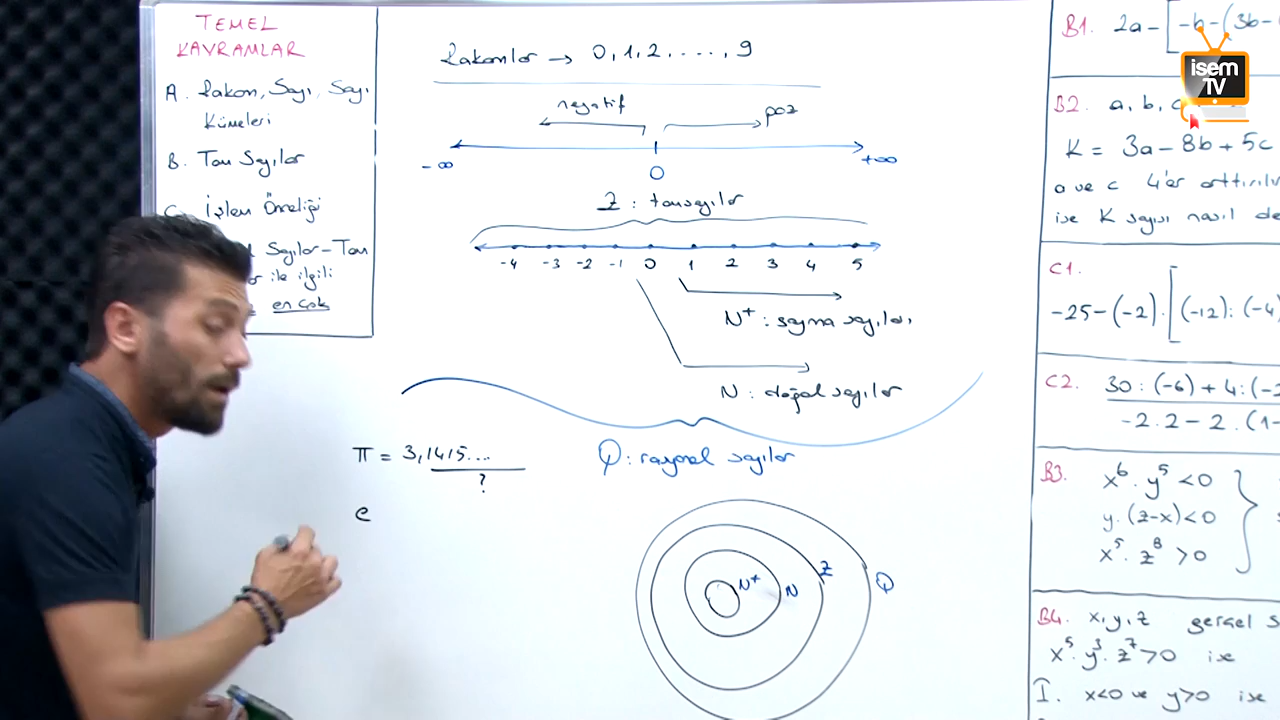 TEMEL
KAVRAMLAR
A. Rakam, Sayı, Sayı
Kümeleri
B. Tam Sayılar
C. İşlem Önceliği
Sayılar-Tam
ile ilgili
en çok
Rakamlar → 0, 1, 2, ...., 9
negatif
poz
-∞
0
+∞
Z : tamsayılar
-4 -3 -2 -1 0 1 2 3 4 5
N⁺ : sayma sayıları
N : doğal sayılar
π = 3,1415...
?
e
Q : rasyonel sayılar
N⁺
N
Z
Q
B1. 2a - [-b - (3b -
isem
TV
B2. a, b, c
K = 3a - 8b + 5c
a ve c 4'er arttırılır
ise K sayısı nasıl de
C1.
-25 - (-2) . [(-12) : (-4)
C2. 30 : (-6) + 4 : (-2
-2.2 - 2.(1-
B3. x⁶. y⁵ < 0
y. (z-x) < 0
x⁵. z⁸ > 0
B4. x, y, z gerçel s
x⁵. y³. z⁷ > 0 ise
I. x<0 ve y>0 ise